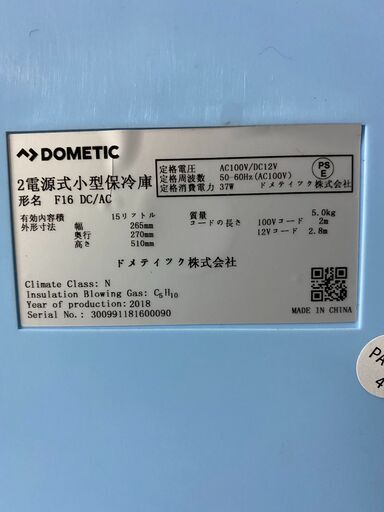 DOMETIC
2電源式小型保冷庫
形名 F16 DC/AC
定格電圧 AC100V/DC12V
定格周波数 50-60Hz(AC100V)
定格消費電力 37W ドメティック株式会社
PS
E
有効内容積 15リフトル 質量 5.0kg
外形寸法 幅 265mm コードの長さ 100Vコード 2m
奥行 270mm 12Vコード 2.8m
高さ 510mm
ドメティック株式会社
Climate Class: N
Insulation Blowing Gas: C5H10
Year of production: 2018
Serial No.: 300991181600090
MADE IN CHINA
PA
4